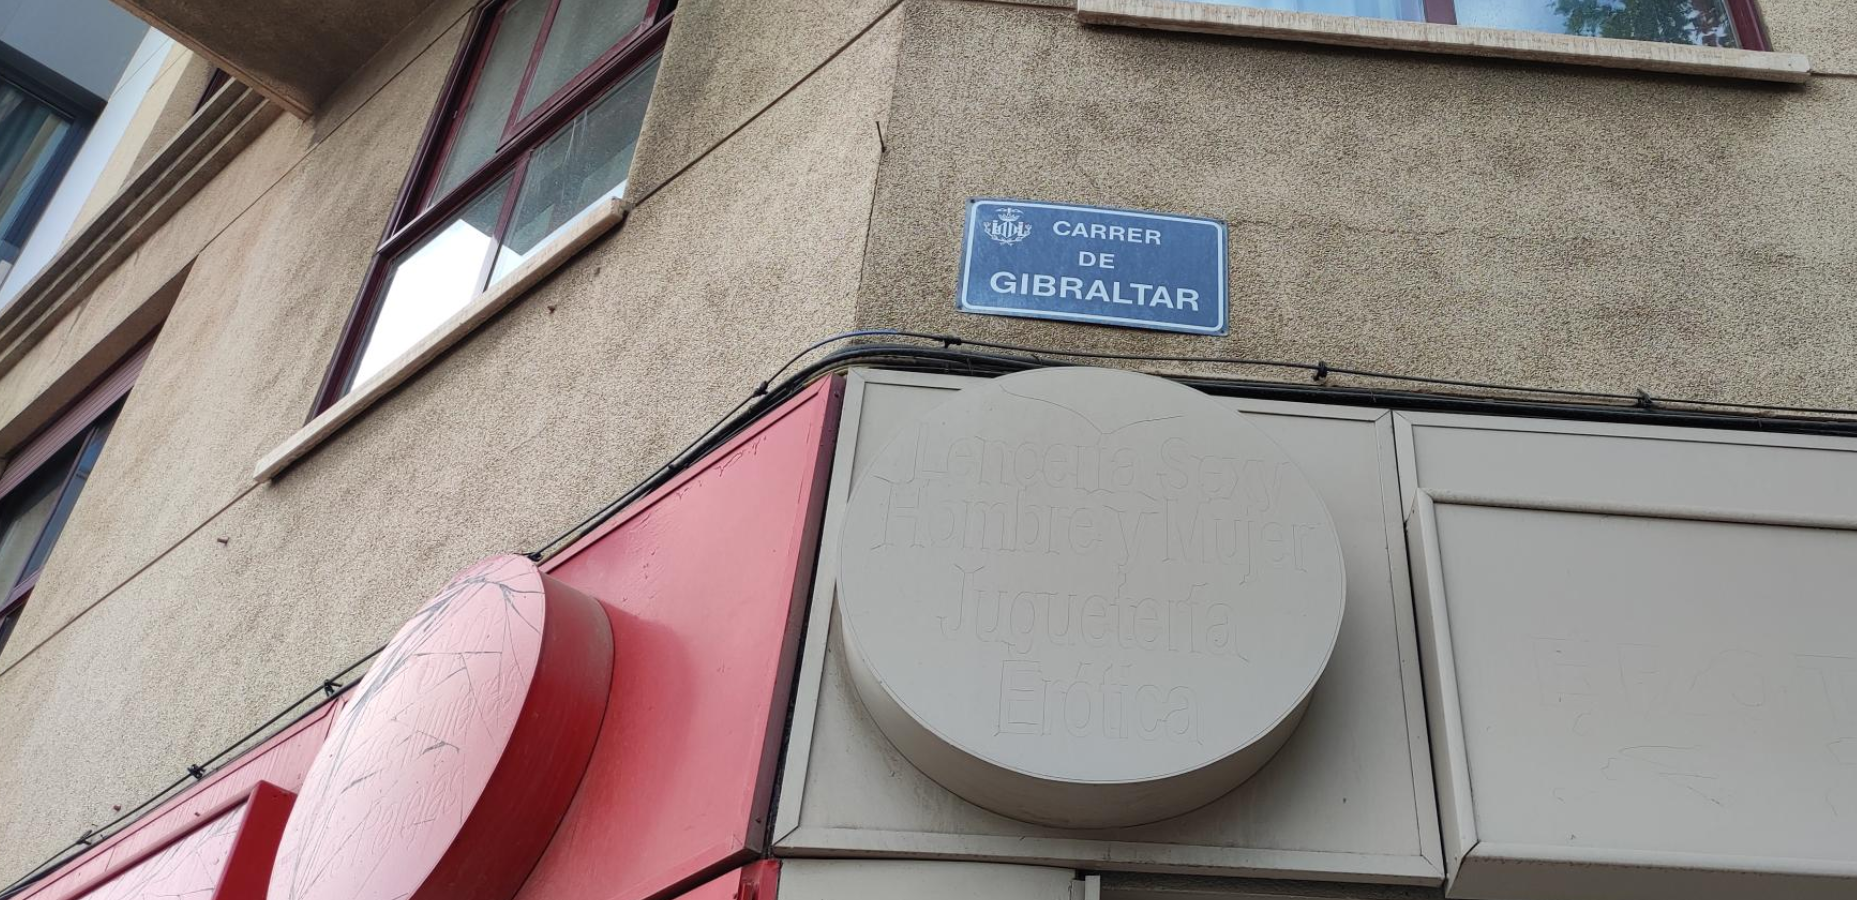 CARRER
DE
GIBRALTAR
Lencería Sexy
Hombre y Mujer
Juguetería
Erótica